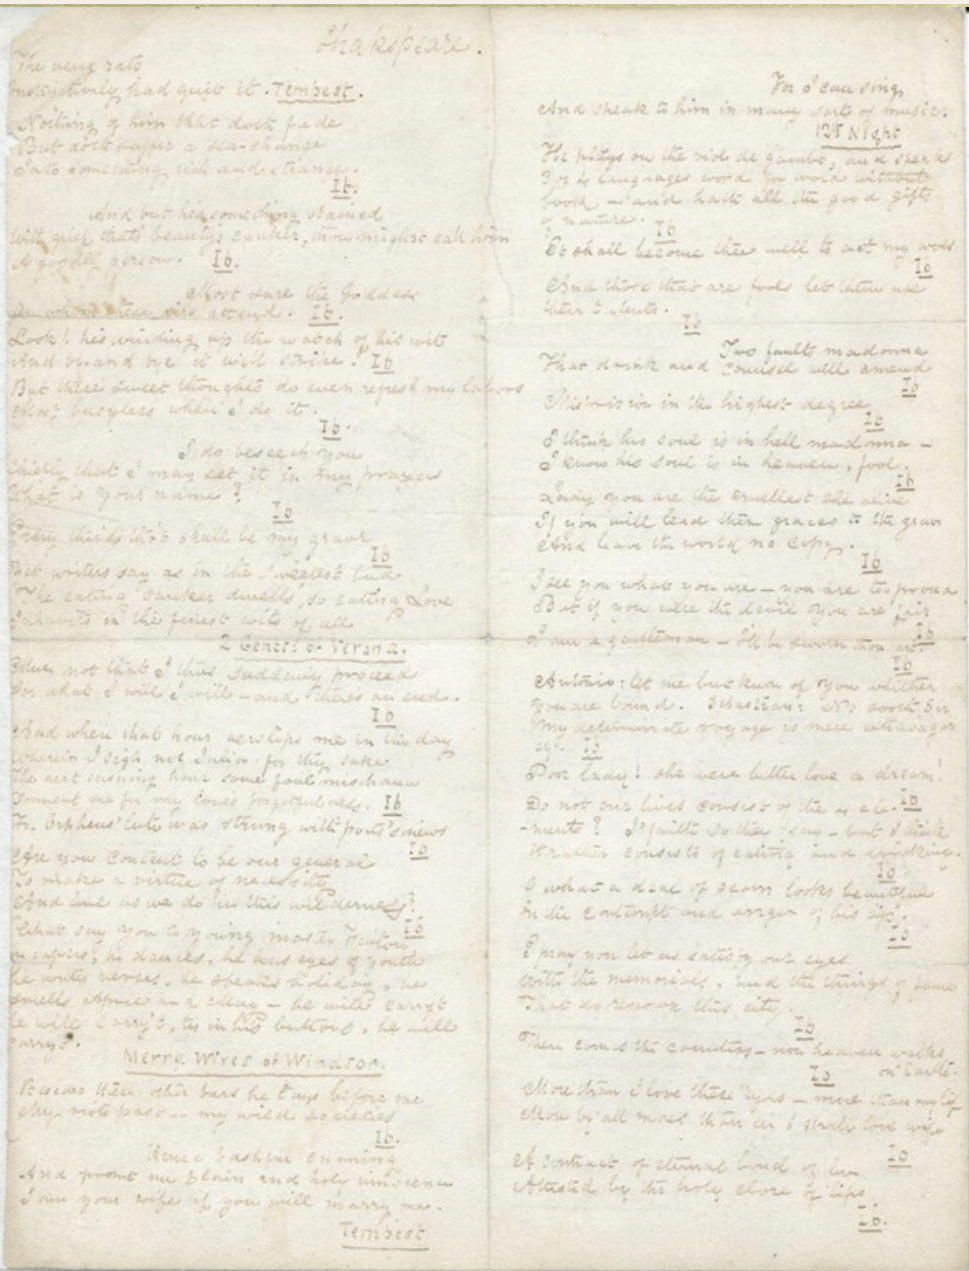 Shakspeare.
The very rats
Instinctively had quit it. Tempest.
Nothing of him that doth fade
But doth suffer a sea-change
Into something rich and strange.
Ib.
And but hes something stained
With grief that's beauty's canker, thou mightst call him
A goodly person. Ib.
Most sure the Goddess
On whom these airs attend. Ib.
Look! he's winding up the watch of his wit
And by and bye it will strike. Ib
But these sweet thoughts do even refresh my labors
Most busyless when I do it.
Ib.
I do beseech you
Chiefly that I may set it in my prayers
What is your name?
Ib
Every third tho't shall be my grave
Ib
Yet writers say as in the sweetest bud
The eating canker dwells, so eating Love
Inhabits in the finest wits of all
2 Gent: of Verona.
not that I thus suddenly proceed
For what I will I will - and there's an end.
Ib
And when that hour oerslips me in the day
Wherein I sigh not Julia for thy sake
The next ensuing hour some foul mischance
Torment me for my love's forgetfulness. Ib
For Orpheus' lute was strung with poet's sinews
Ib
Are you content to be our general
To make a virtue of necessity
And live as we do in this wilderness?
Ib
What say you to young master Fenton
he capers, he dances, he has eyes of youth
he writes verses, he speaks holiday, he
smells April and May - he will carry't
he will carry't, tis in his buttons, he will
carry't.
Merry Wives of Windsor.
Besides these other bars he lays before me
My riots past - my wild societies
Ib.
Hence bashful cunning
And promt me plain and holy innocence
I am your wife if you will marry me.
Tempest
For I can sing
And speak to him in many sorts of music.
12t Night
He plays on the viol de gambo, and speaks
3 or 4 languages word for word without
book - and hath all the good gifts
of nature.
Ib
It shall become thee well to act my woes
Ib
And those that are fools let them use
their talents.
Ib
Two faults madonna
That drink and counsel will amend
Ib
Misprision in the highest degree
Ib
I think his soul is in hell madonna -
I know his soul is in heaven, fool.
Ib
Lady you are the cruellest she alive
If you will lead these graces to the grave
And leave the world no copy.
Ib
I see you what you are - you are too proud
But if you were the devil you are fair
Ib
I am a gentleman - I'll be sworn thou art
Ib
Antonio: let me but know of you whither
you are bound. Sebastian: No sooth Sir
My determinate voyage is mere extravagan
cy. Ib
Poor lady! she were better love a dream!
Ib
Do not our lives consist of the 4 ele-
-ments? I'faith so they say - but I think
it rather consists of eating and drinking.
Ib
O what a deal of scorn looks beautiful
In the contempt and anger of his lip.
Ib
I pray you let us satisfy our eyes
With the memorials, and the things of fame
That do renown this city.
Ib
Here comes the countess - now heaven walks
on earth.
Ib
More than I love these eyes - more than my life
More by all mores than ere I shall love wife
Ib
A contract of eternal bond of love
Attested by the holy close of lips
Ib.